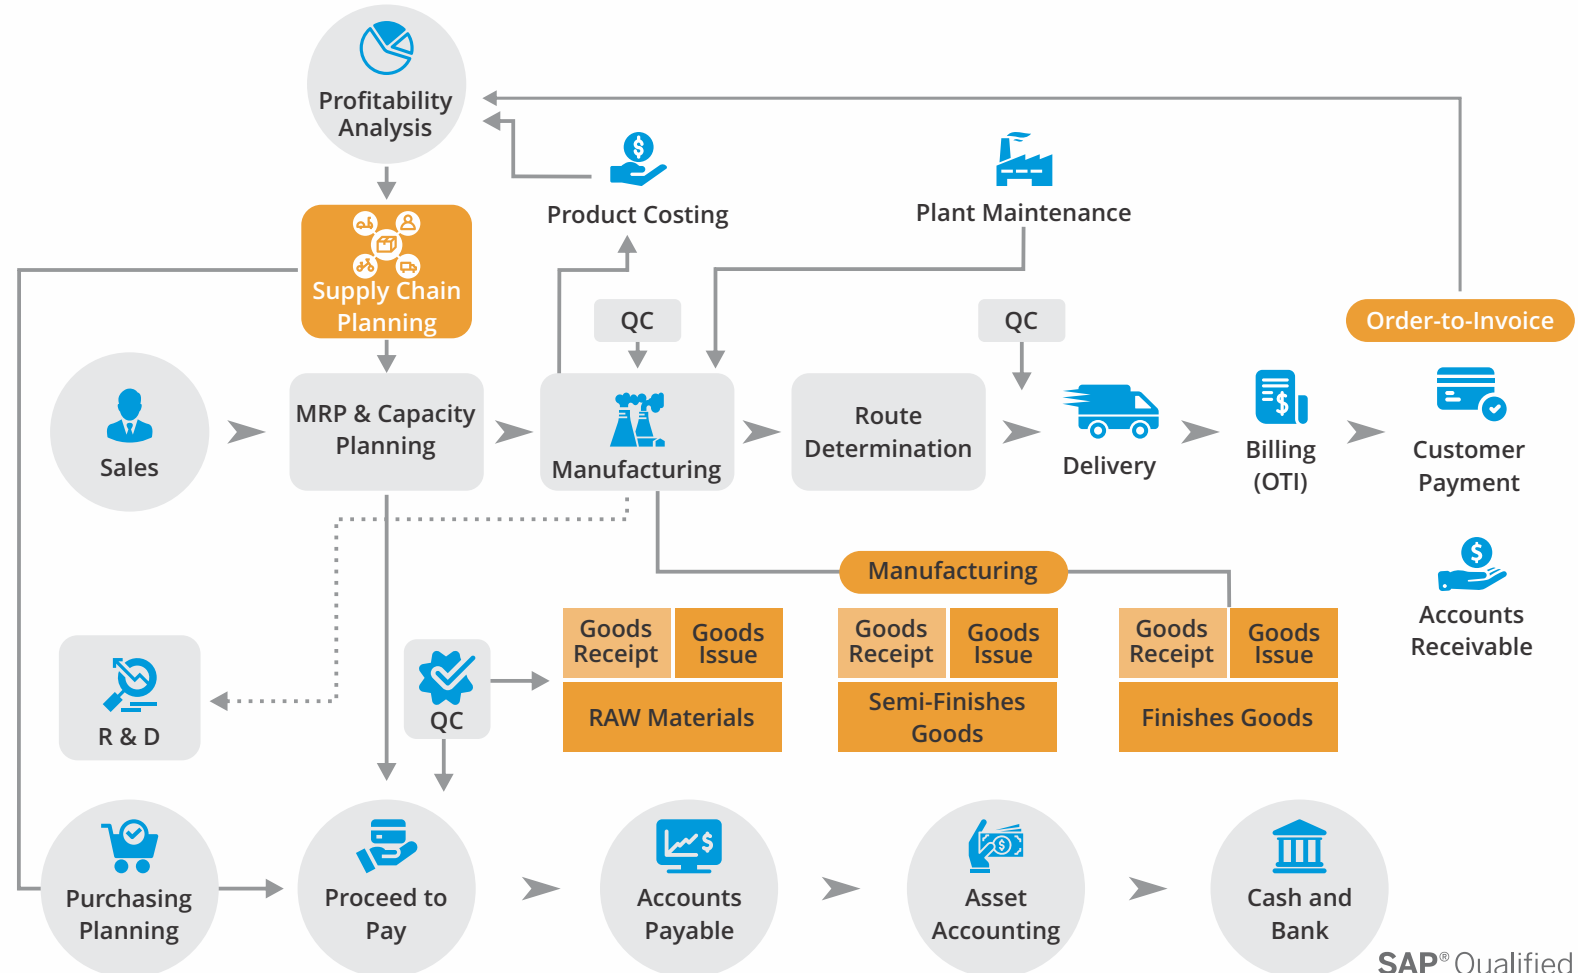 Profitability
Analysis
Product Costing
Plant Maintenance
Supply Chain
Planning
QC
QC
Order-to-Invoice
Sales
MRP & Capacity
Planning
Manufacturing
Route
Determination
Delivery
Billing
(OTI)
Customer
Payment
Manufacturing
Accounts
Receivable
R & D
QC
Goods
Receipt
Goods
Issue
RAW Materials
Goods
Receipt
Goods
Issue
Semi-Finishes
Goods
Goods
Receipt
Goods
Issue
Finishes Goods
Purchasing
Planning
Proceed to
Pay
Accounts
Payable
Asset
Accounting
Cash and
Bank
SAP® Qualified